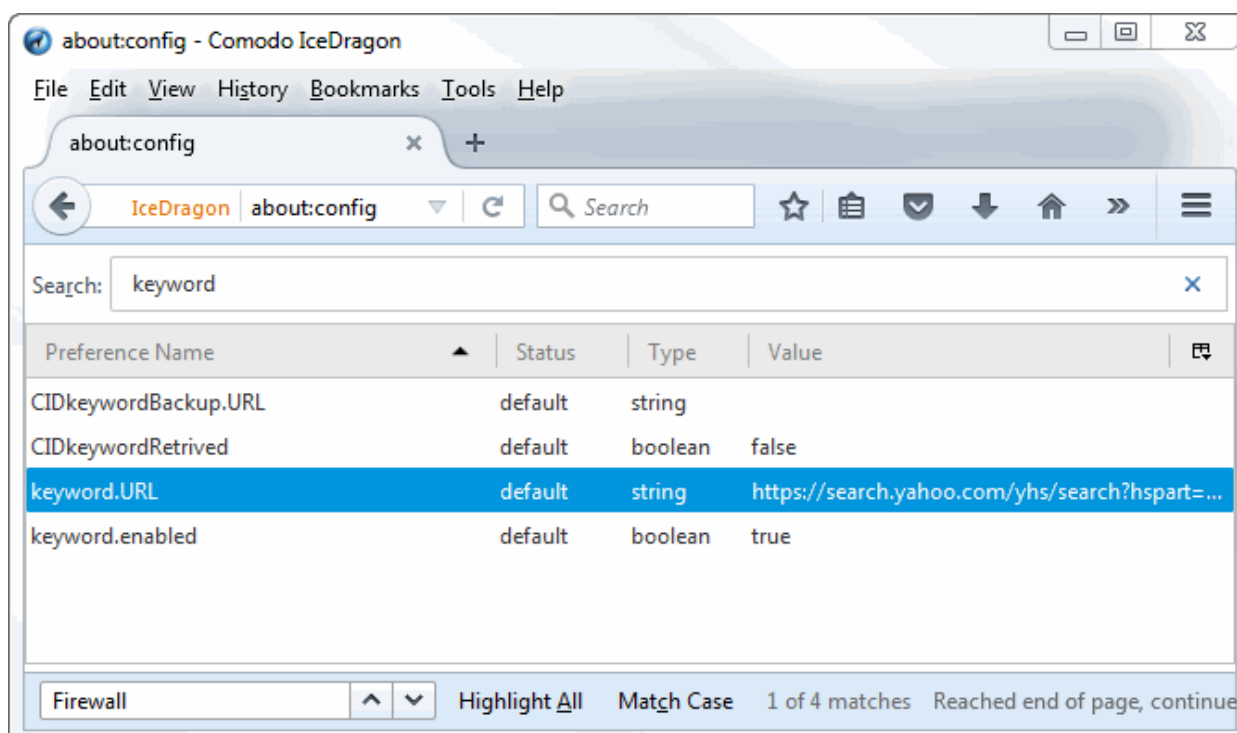 about:config - Comodo IceDragon
File Edit View History Bookmarks Tools Help
about:config
IceDragon about:config Search
Search: keyword
Preference Name Status Type Value
CIDkeywordBackup.URL default string
CIDkeywordRetrived default boolean false
keyword.URL default string https://search.yahoo.com/yhs/search?hspart=...
keyword.enabled default boolean true
Firewall Highlight All Match Case 1 of 4 matches Reached end of page, continue